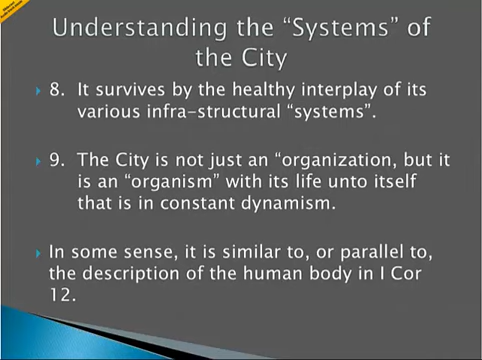 Understanding the “Systems” of
the City
8. It survives by the healthy interplay of its
various infra-structural “systems”.
9. The City is not just an “organization, but it
is an “organism” with its life unto itself
that is in constant dynamism.
In some sense, it is similar to, or parallel to,
the description of the human body in I Cor
12.